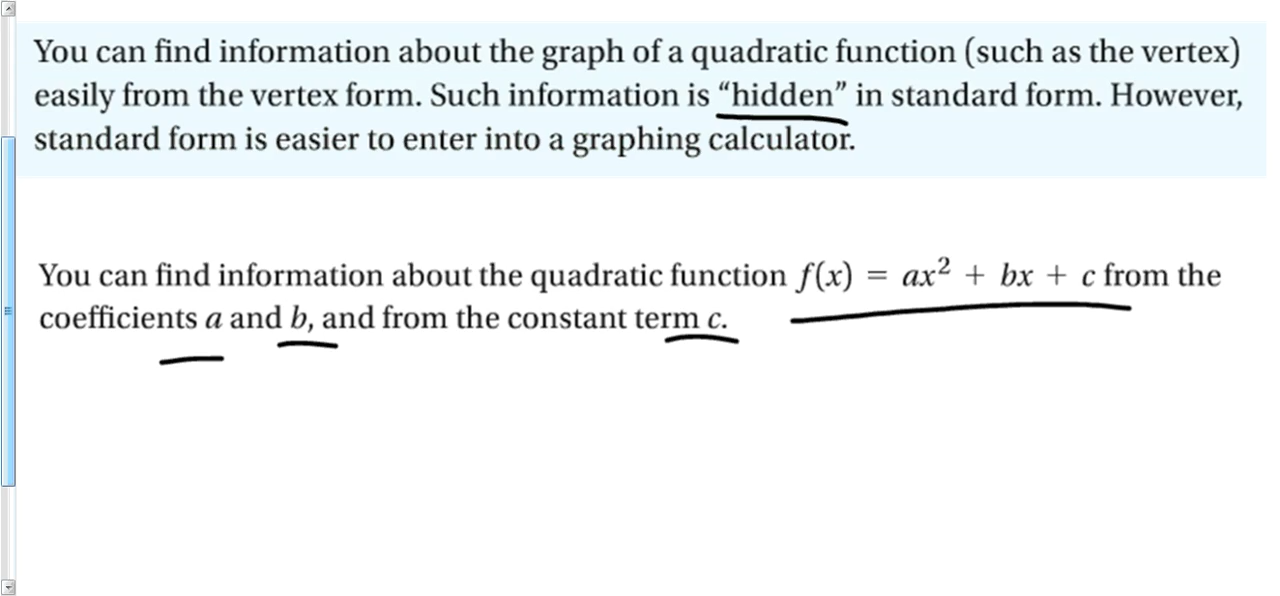 You can find information about the graph of a quadratic function (such as the vertex)
easily from the vertex form. Such information is “hidden” in standard form. However,
standard form is easier to enter into a graphing calculator.
You can find information about the quadratic function f(x) = ax² + bx + c from the
coefficients a and b, and from the constant term c.